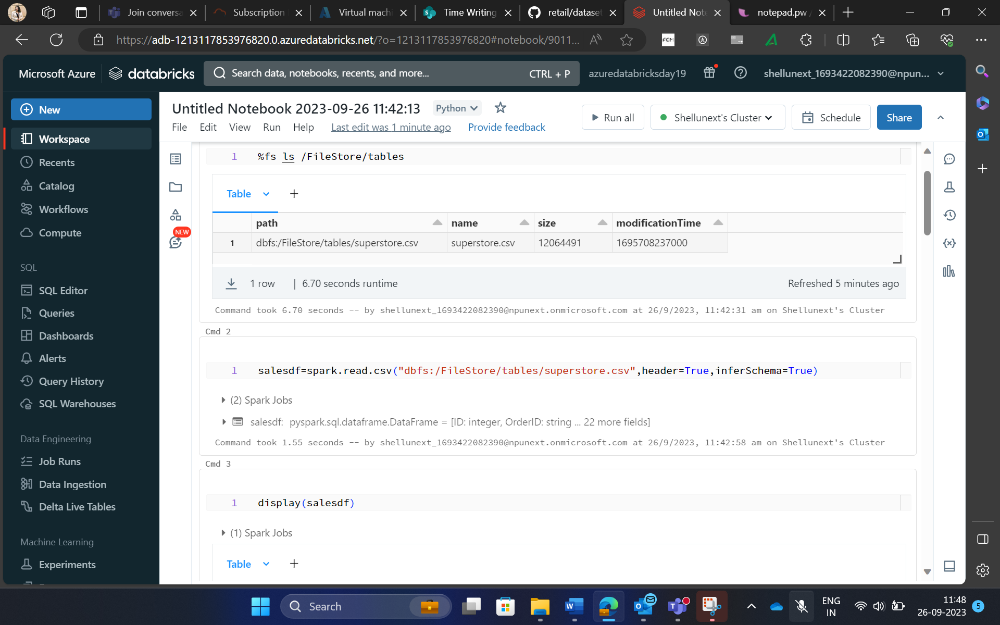 Join conversa
Subscription
Virtual machi
Time Writing
retail/dataset
Untitled Note
notepad.pw
https://adb-1213117853976820.0.azuredatabricks.net/?o=1213117853976820#notebook/9011...
Microsoft Azure
databricks
Search data, notebooks, recents, and more...
CTRL + P
azuredatabricksday19
shellunext_1693422082390@npun...
New
Workspace
Recents
Catalog
Workflows
Compute
SQL
SQL Editor
Queries
Dashboards
Alerts
Query History
SQL Warehouses
Data Engineering
Job Runs
Data Ingestion
Delta Live Tables
Machine Learning
Experiments
Untitled Notebook 2023-09-26 11:42:13
Python
File Edit View Run Help Last edit was 1 minute ago Provide feedback
Run all
Shellunext's Cluster
Schedule
Share
NEW
1 %fs ls /FileStore/tables
Table +
path name size modificationTime
1 dbfs:/FileStore/tables/superstore.csv superstore.csv 12064491 1695708237000
1 row | 6.70 seconds runtime
Refreshed 5 minutes ago
Command took 6.70 seconds -- by shellunext_1693422082390@npunext.onmicrosoft.com at 26/9/2023, 11:42:31 am on Shellunext's Cluster
Cmd 2
1 salesdf=spark.read.csv("dbfs:/FileStore/tables/superstore.csv",header=True,inferSchema=True)
(2) Spark Jobs
salesdf: pyspark.sql.dataframe.DataFrame = [ID: integer, OrderID: string ... 22 more fields]
Command took 1.55 seconds -- by shellunext_1693422082390@npunext.onmicrosoft.com at 26/9/2023, 11:42:58 am on Shellunext's Cluster
Cmd 3
1 display(salesdf)
(1) Spark Jobs
Table +
Search
ENG
IN
11:48
26-09-2023
5